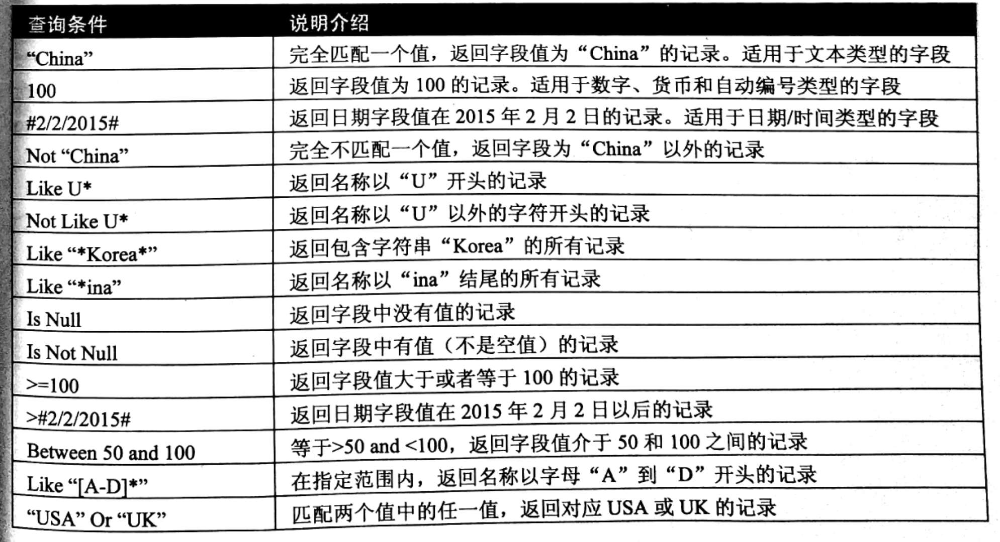 查询条件 说明介绍
“China” 完全匹配一个值，返回字段值为“China”的记录。适用于文本类型的字段
100 返回字段值为 100 的记录。适用于数字、货币和自动编号类型的字段
#2/2/2015# 返回日期字段值在 2015 年 2 月 2 日的记录。适用于日期/时间类型的字段
Not “China” 完全不匹配一个值，返回字段为“China”以外的记录
Like U* 返回名称以“U”开头的记录
Not Like U* 返回名称以“U”以外的字符开头的记录
Like “*Korea*” 返回包含字符串“Korea”的所有记录
Like “*ina” 返回名称以“ina”结尾的所有记录
Is Null 返回字段中没有值的记录
Is Not Null 返回字段中有值（不是空值）的记录
>=100 返回字段值大于或者等于 100 的记录
>#2/2/2015# 返回日期字段值在 2015 年 2 月 2 日以后的记录
Between 50 and 100 等于>50 and <100，返回字段值介于 50 和 100 之间的记录
Like “[A-D]*” 在指定范围内，返回名称以字母“A”到“D”开头的记录
“USA” Or “UK” 匹配两个值中的任一值，返回对应 USA 或 UK 的记录